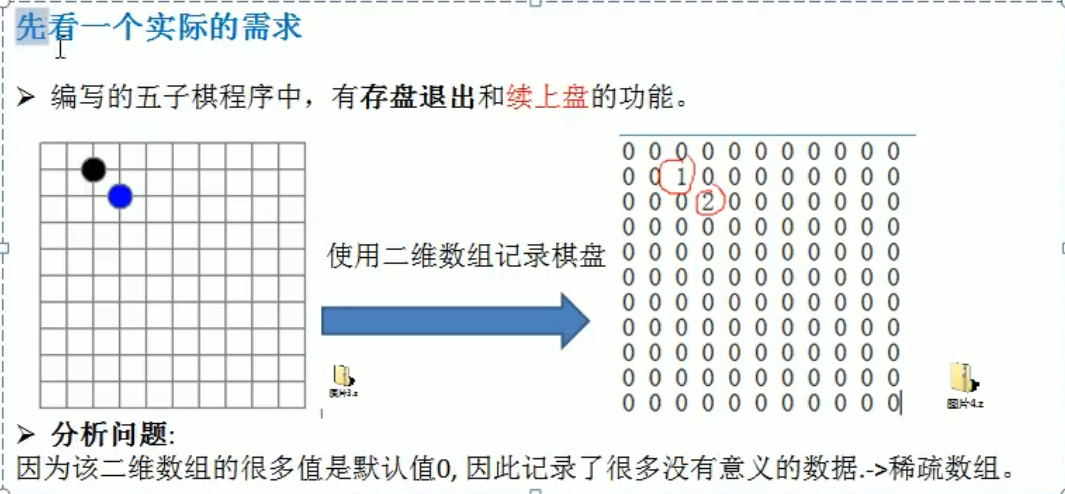 先看一个实际的需求
➢ 编写的五子棋程序中，有存盘退出和续上盘的功能。
使用二维数组记录棋盘
0 0 0 0 0 0 0 0 0 0 0
0 0 1 0 0 0 0 0 0 0 0
0 0 0 2 0 0 0 0 0 0 0
0 0 0 0 0 0 0 0 0 0 0
0 0 0 0 0 0 0 0 0 0 0
0 0 0 0 0 0 0 0 0 0 0
0 0 0 0 0 0 0 0 0 0 0
0 0 0 0 0 0 0 0 0 0 0
0 0 0 0 0 0 0 0 0 0 0
0 0 0 0 0 0 0 0 0 0 0
0 0 0 0 0 0 0 0 0 0 0
图片3.z
图片4.z
➢ 分析问题:
因为该二维数组的很多值是默认值0, 因此记录了很多没有意义的数据.->稀疏数组。